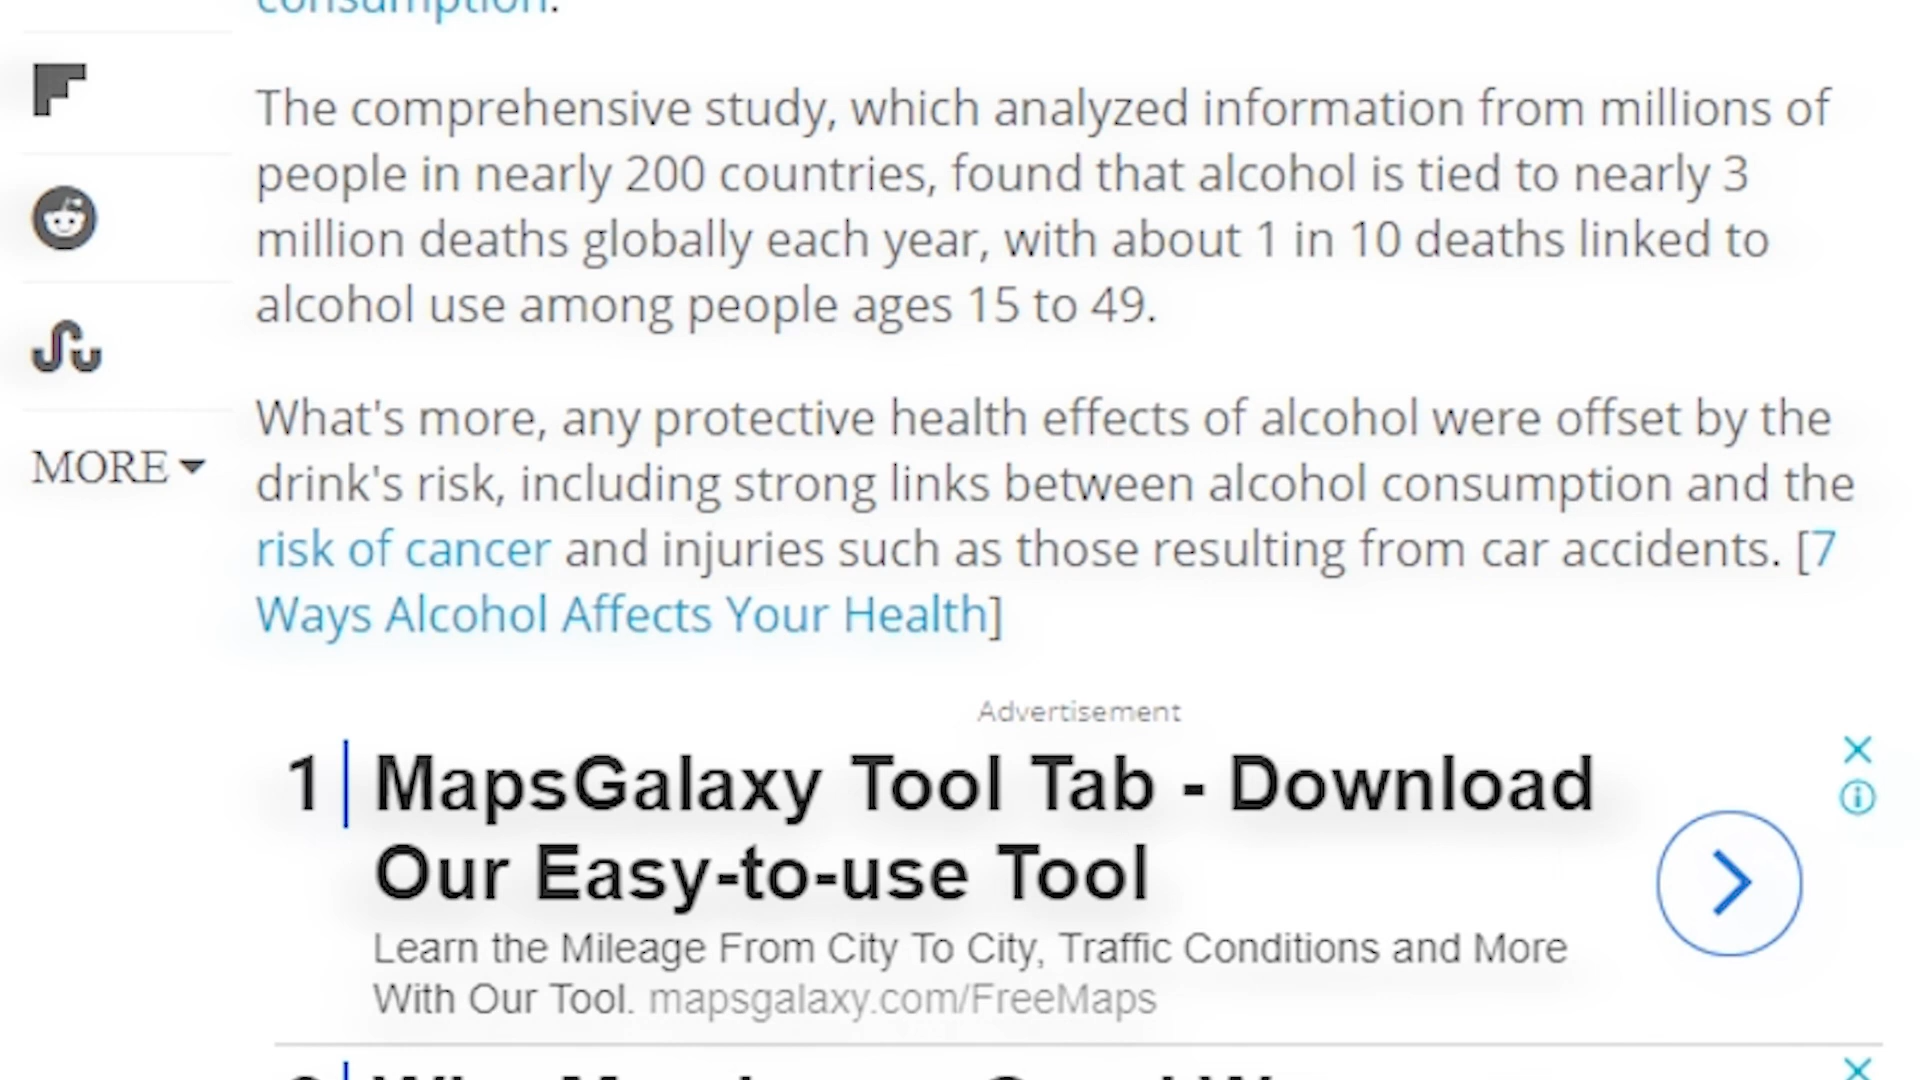 consumption.
The comprehensive study, which analyzed information from millions of
people in nearly 200 countries, found that alcohol is tied to nearly 3
million deaths globally each year, with about 1 in 10 deaths linked to
alcohol use among people ages 15 to 49.
What's more, any protective health effects of alcohol were offset by the
MORE
drink's risk, including strong links between alcohol consumption and the
risk of cancer and injuries such as those resulting from car accidents. [7
Ways Alcohol Affects Your Health]
Advertisement
1 MapsGalaxy Tool Tab - Download
Our Easy-to-use Tool
Learn the Mileage From City To City, Traffic Conditions and More
With Our Tool. mapsgalaxy.com/FreeMaps